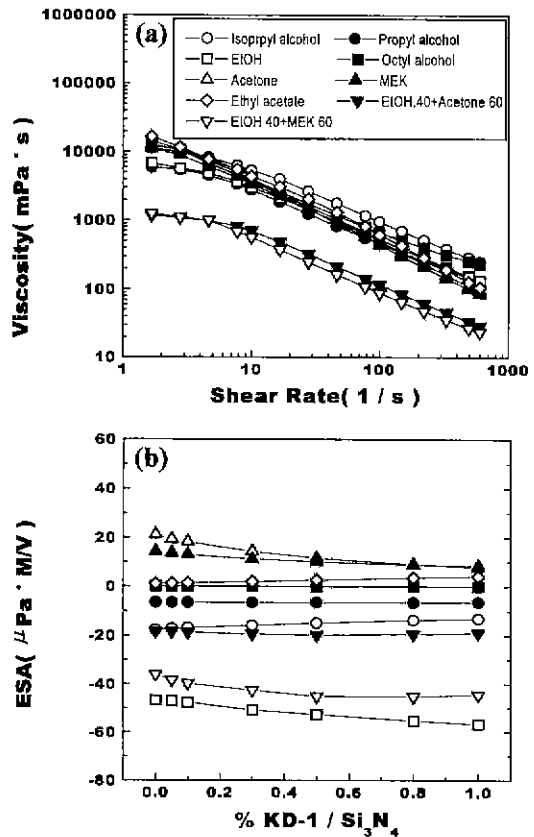 (a)
Isoprpyl alcohol
Propyl alcohol
EtOH
Octyl alcohol
Acetone
MEK
Ethyl acetate
EtOH.40+Acetone 60
EtOH 40+MEK 60
1000000
100000
10000
1000
100
10
Viscosity( mPa * s )
1 10 100 1000
Shear Rate( 1 / s )
(b)
60
40
20
0
-20
-40
-60
-80
ESA( μPa * M/V )
0.0 0.2 0.4 0.6 0.8 1.0
% KD-1 / Si₃N₄